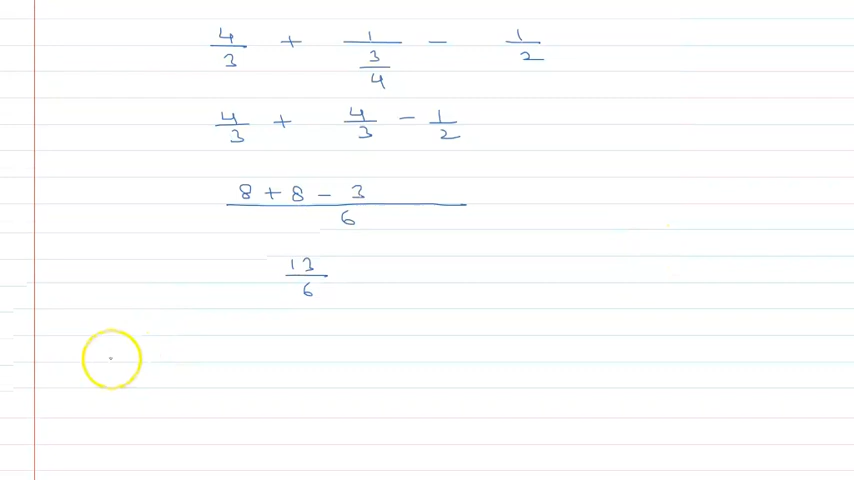 4/3 + 1/(3/4) - 1/2
4/3 + 4/3 - 1/2
(8 + 8 - 3)/6
13/6